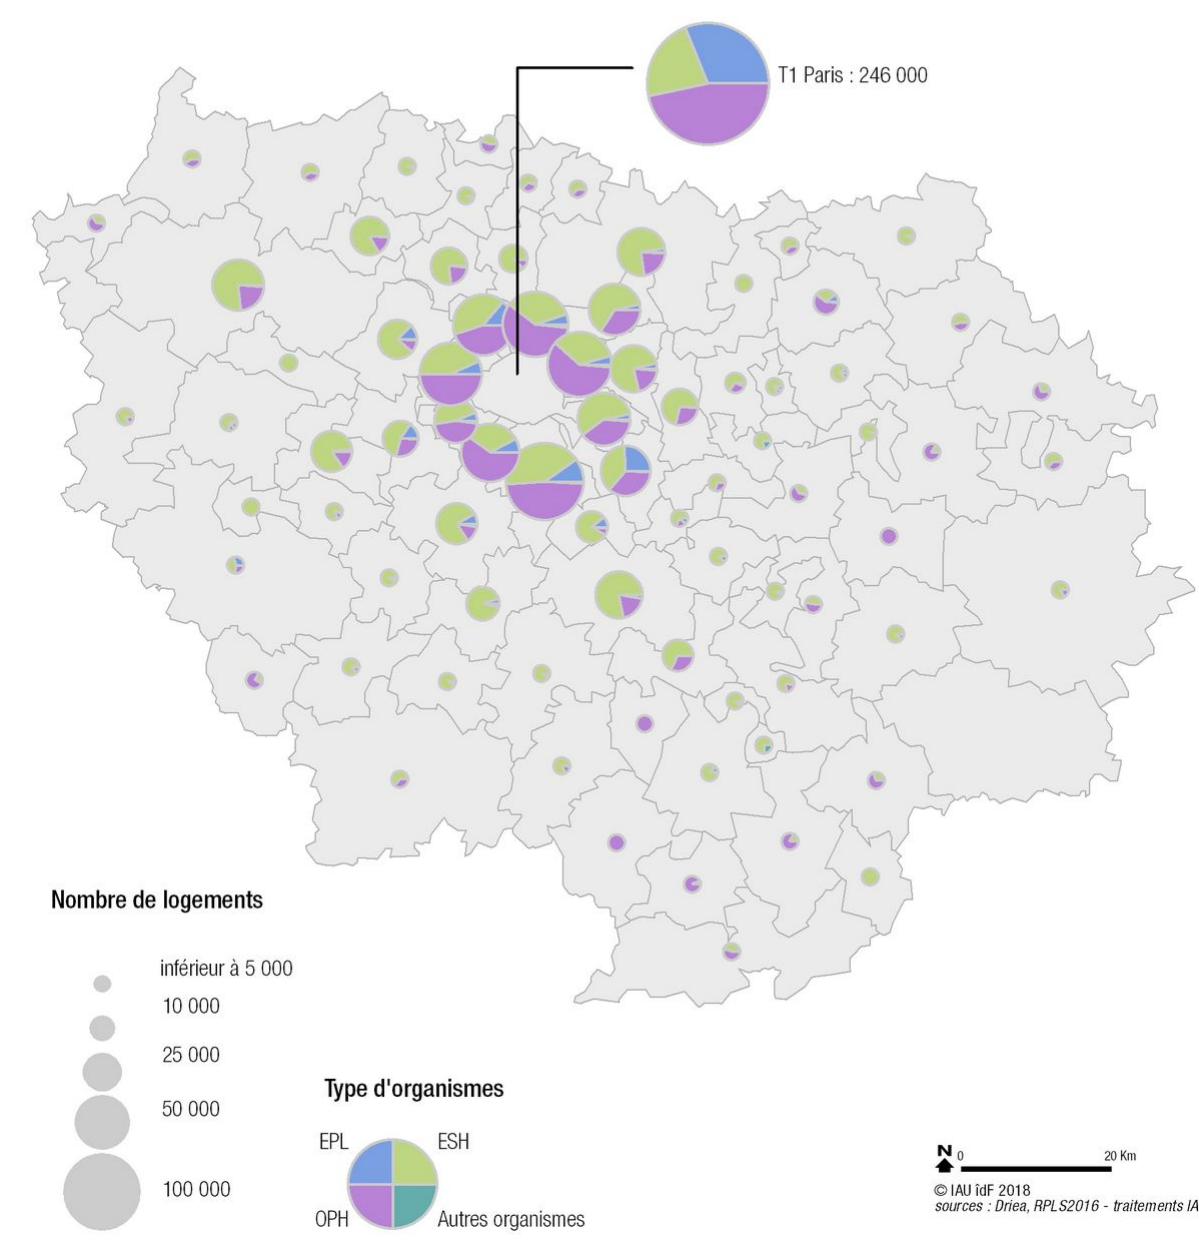 T1 Paris : 246 000
Nombre de logements
inférieur à 5 000
10 000
25 000
50 000
100 000
Type d'organismes
EPL
ESH
OPH
Autres organismes
N
0
20 Km
© IAU îdF 2018
sources : Driea, RPLS2016 - traitements IA